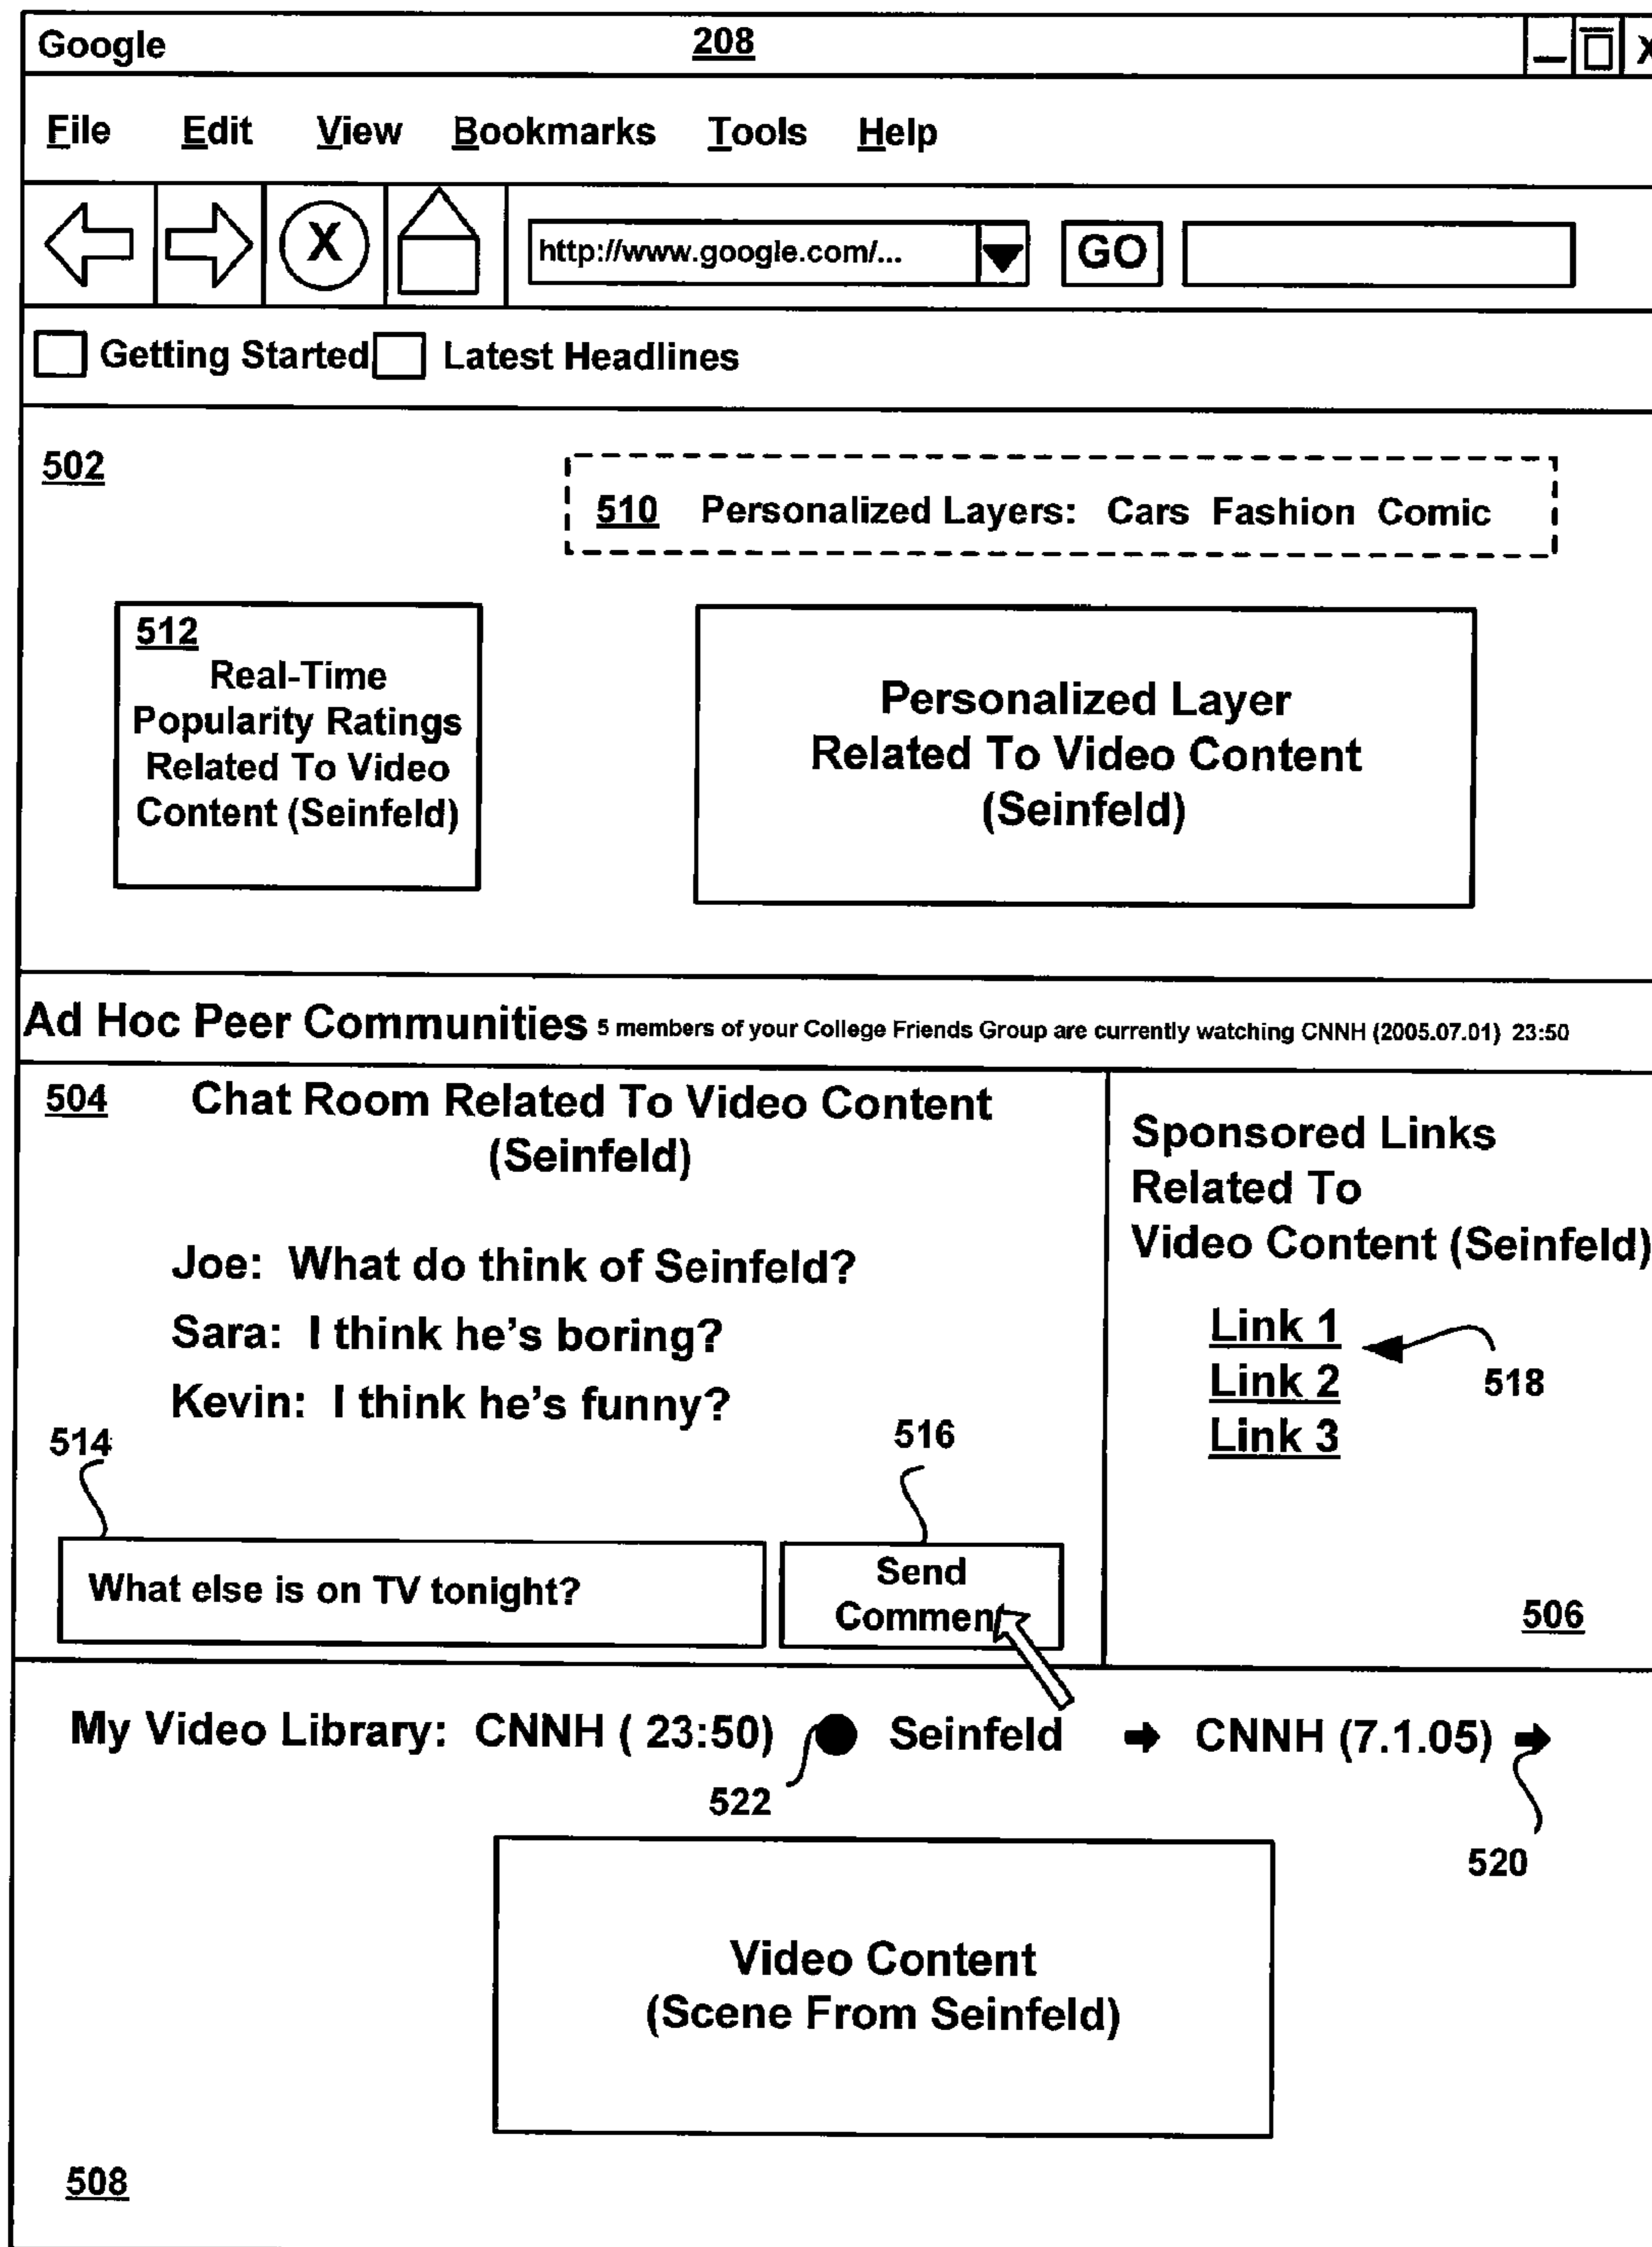 Google 208 X
File Edit View Bookmarks Tools Help
X http://www.google.com/... GO
Getting Started Latest Headlines
502
510 Personalized Layers: Cars Fashion Comic
512
Real-Time
Popularity Ratings
Related To Video
Content (Seinfeld)
Personalized Layer
Related To Video Content
(Seinfeld)
Ad Hoc Peer Communities 5 members of your College Friends Group are currently watching CNNH (2005.07.01) 23:50
504 Chat Room Related To Video Content
(Seinfeld)
Joe: What do think of Seinfeld?
Sara: I think he's boring?
Kevin: I think he's funny?
514
516
What else is on TV tonight?
Send
Comment
Sponsored Links
Related To
Video Content (Seinfeld)
Link 1
Link 2
Link 3
518
506
My Video Library: CNNH ( 23:50) Seinfeld CNNH (7.1.05)
522
520
Video Content
(Scene From Seinfeld)
508